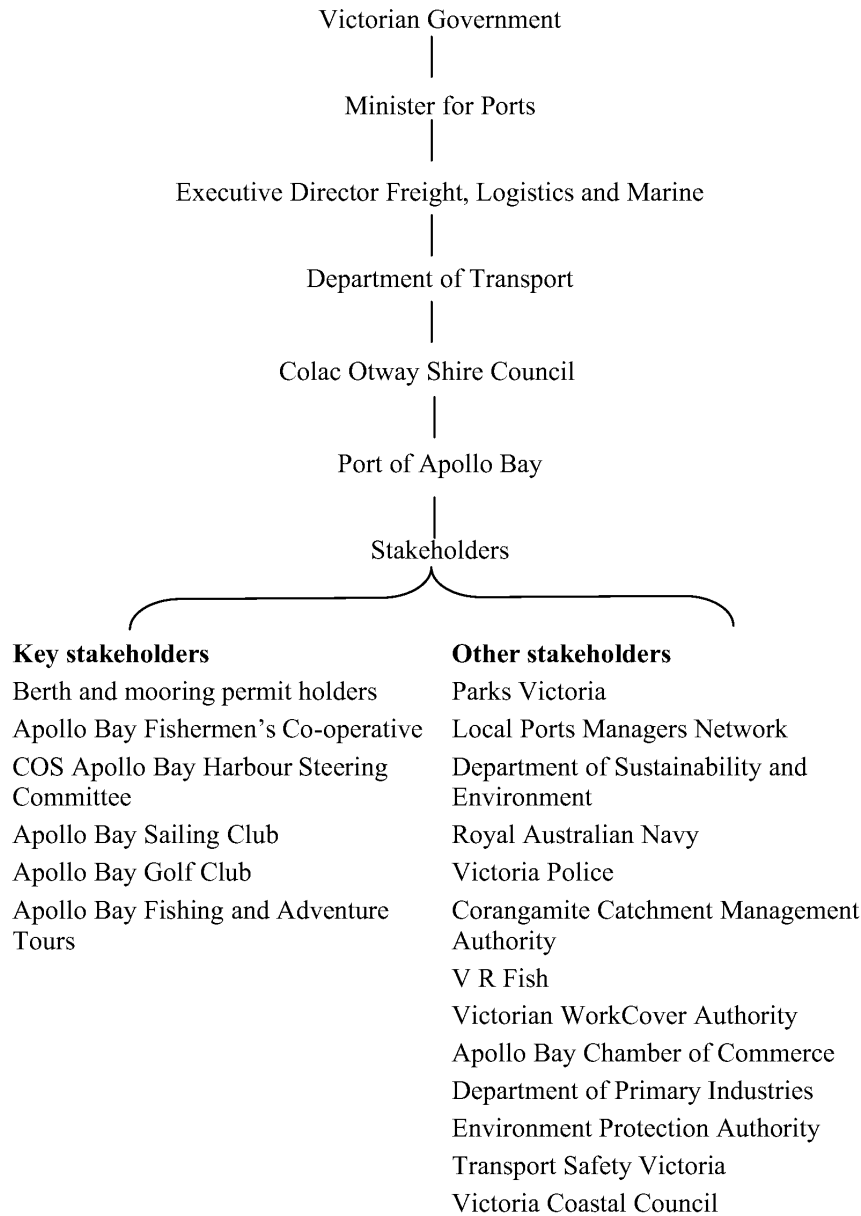 Victorian Government
Minister for Ports
Executive Director Freight, Logistics and Marine
Department of Transport
Colac Otway Shire Council
Port of Apollo Bay
Stakeholders
Key stakeholders
Berth and mooring permit holders
Apollo Bay Fishermen’s Co-operative
COS Apollo Bay Harbour Steering
Committee
Apollo Bay Sailing Club
Apollo Bay Golf Club
Apollo Bay Fishing and Adventure
Tours
Other stakeholders
Parks Victoria
Local Ports Managers Network
Department of Sustainability and
Environment
Royal Australian Navy
Victoria Police
Corangamite Catchment Management
Authority
V R Fish
Victorian WorkCover Authority
Apollo Bay Chamber of Commerce
Department of Primary Industries
Environment Protection Authority
Transport Safety Victoria
Victoria Coastal Council